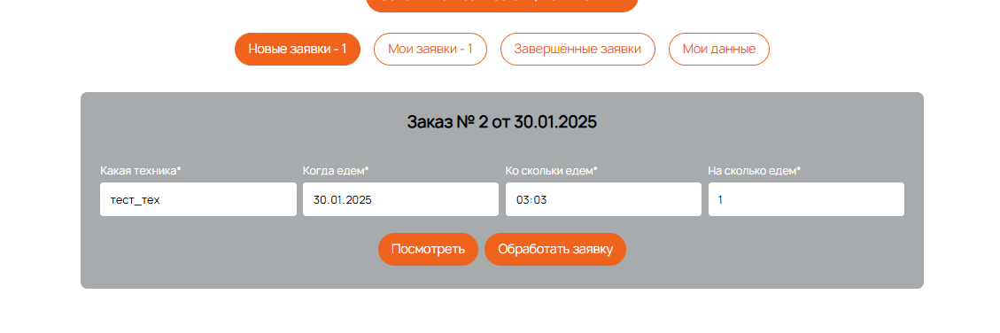 Новые заявки - 1
Мои заявки - 1
Завершённые заявки
Мои данные
Заказ № 2 от 30.01.2025
Какая техника*
Когда едем*
Ко скольки едем*
На сколько едем*
тест_тех
30.01.2025
03:03
1
Посмотреть
Обработать заявку